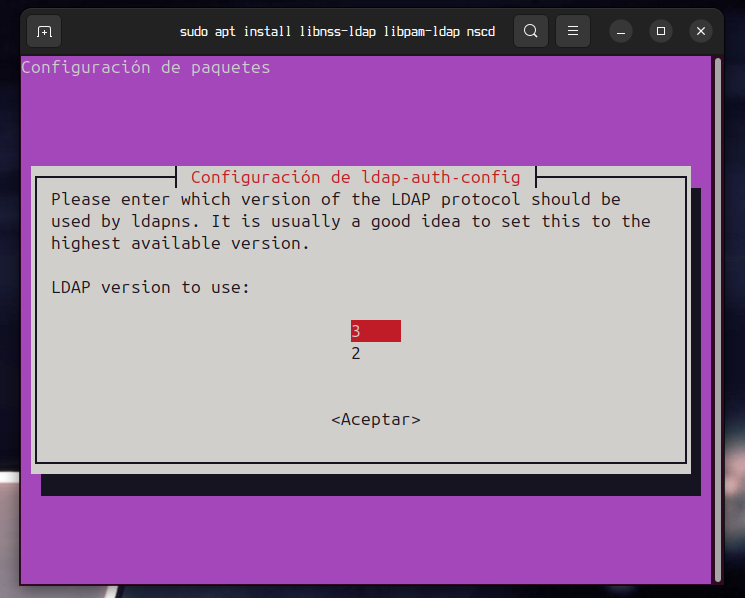 sudo apt install libnss-ldap libpam-ldap nscd
Configuración de paquetes
Configuración de ldap-auth-config
Please enter which version of the LDAP protocol should be
used by ldapns. It is usually a good idea to set this to the
highest available version.
LDAP version to use:
3
2
<Aceptar>